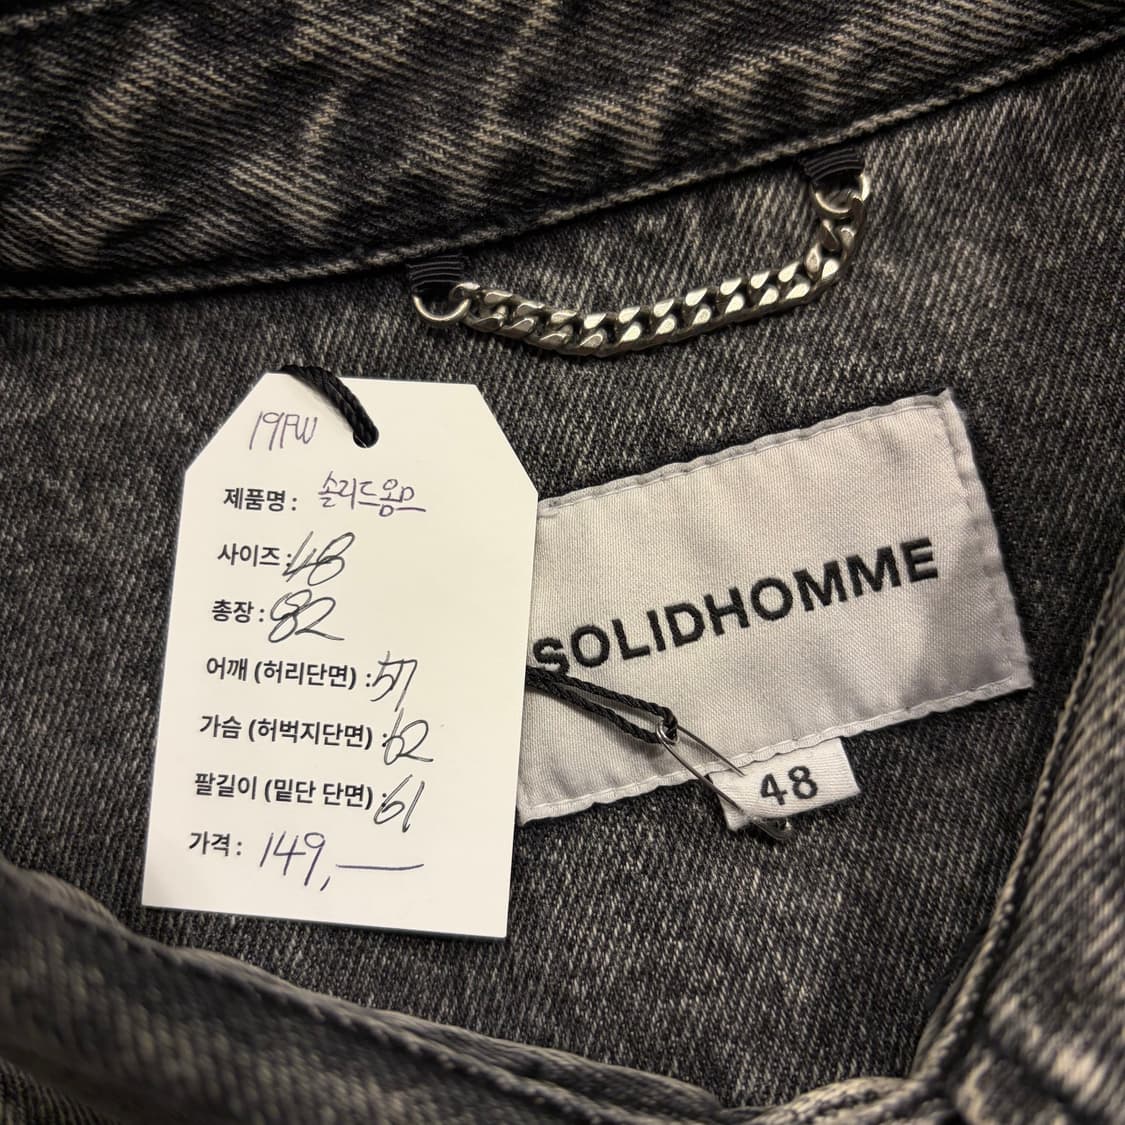 19FW
제품명 : 솔리드옴므
사이즈 : 48
총장 : 82
어깨 (허리단면) : 57
가슴 (허벅지단면) : 62
팔길이 (밑단 단면) : 61
가격 : 149,—
SOLIDHOMME
48